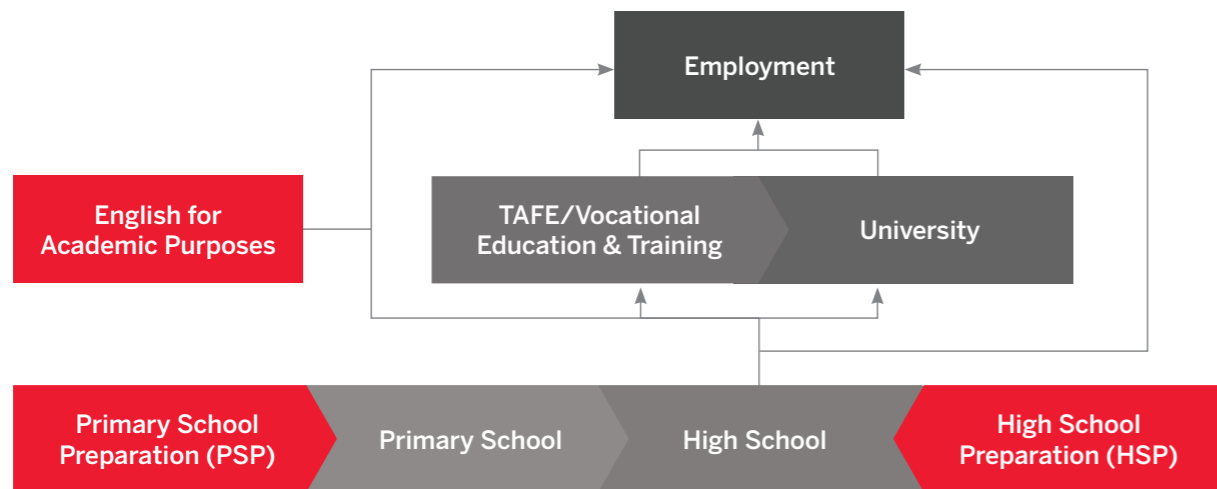 Employment
English for
Academic Purposes
TAFE/Vocational
Education & Training
University
Primary School
Preparation (PSP)
Primary School
High School
High School
Preparation (HSP)